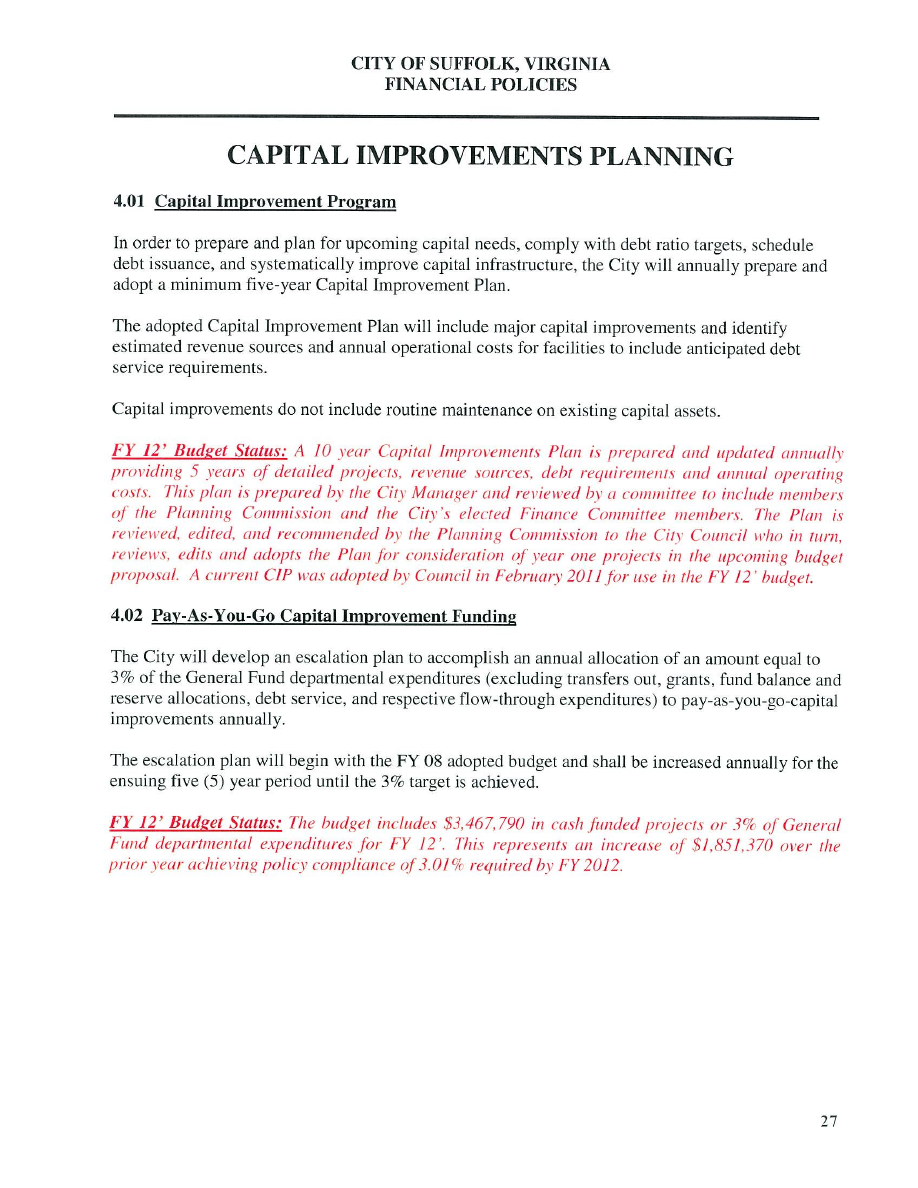 CITY OF SUFFOLK, VIRGINIA
FINANCIAL POLICIES
CAPITAL IMPROVEMENTS PLANNING
4.01 Capital Improvement Program
In order to prepare and plan for upcoming capital needs, comply with debt ratio targets, schedule
debt issuance, and systematically improve capital infrastructure, the City will annually prepare and
adopt a minimum five-year Capital Improvement Plan.
The adopted Capital Improvement Plan will include major capital improvements and identify
estimated revenue sources and annual operational costs for facilities to include anticipated debt
service requirements.
Capital improvements do not include routine maintenance on existing capital assets.
FY 12' Budget Status: A 10 year Capital Improvements Plan is prepared and updated annually
providing 5 years of detailed projects, revenue sources, debt requirements and annual operating
costs. This plan is prepared by the City Manager and reviewed by a committee to include members
of the Planning Commission and the City's elected Finance Committee members. The Plan is
reviewed, edited, and recommended by the Planning Commission to the City Council who in turn,
reviews, edits and adopts the Plan for consideration of year one projects in the upcoming budget
proposal. A current CIP was adopted by Council in February 2011 for use in the FY 12' budget.
4.02 Pay-As-You-Go Capital Improvement Funding
The City will develop an escalation plan to accomplish an annual allocation of an amount equal to
3% of the General Fund departmental expenditures (excluding transfers out, grants, fund balance and
reserve allocations, debt service, and respective flow-through expenditures) to pay-as-you-go-capital
improvements annually.
The escalation plan will begin with the FY 08 adopted budget and shall be increased annually for the
ensuing five (5) year period until the 3% target is achieved.
FY 12' Budget Status: The budget includes $3,467,790 in cash funded projects or 3% of General
Fund departmental expenditures for FY 12'. This represents an increase of $1,851,370 over the
prior year achieving policy compliance of 3.01% required by FY 2012.
27